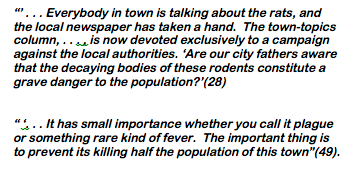 “’. . . Everybody in town is talking about the rats, and
the local newspaper has taken a hand.  The town-topics
column, . . ., is now devoted exclusively to a campaign
against the local authorities. ‘Are our city fathers aware
that the decaying bodies of these rodents constitute a
grave danger to the population?’(28)
“‘. . . It has small importance whether you call it plague
or something rare kind of fever.  The important thing is
to prevent its killing half the population of this town”(49).